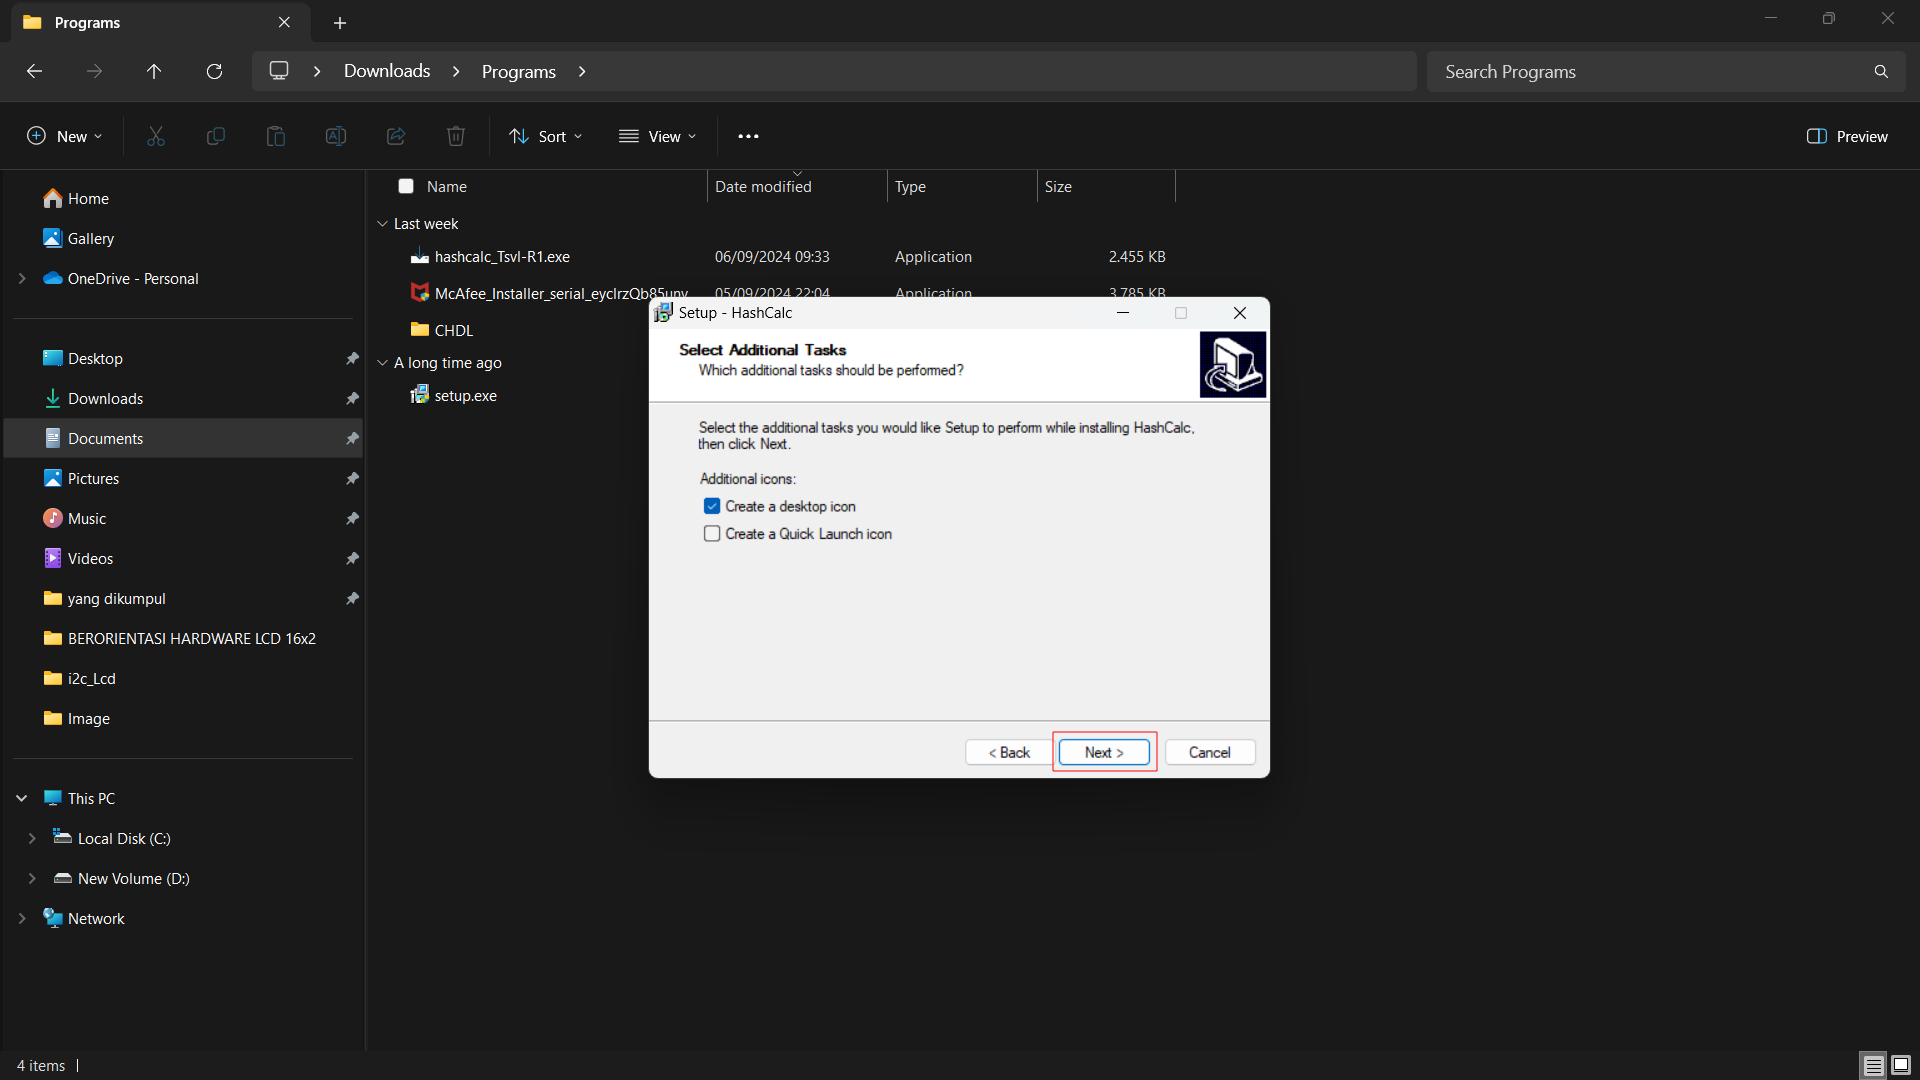 Programs
Downloads
Programs
Search Programs
New
Sort
View
Preview
Name
Date modified
Type
Size
Home
Gallery
OneDrive - Personal
Desktop
Downloads
Documents
Pictures
Music
Videos
yang dikumpul
BERORIENTASI HARDWARE LCD 16x2
i2c_Lcd
Image
This PC
Local Disk (C:)
New Volume (D:)
Network
Last week
hashcalc_Tsvl-R1.exe 06/09/2024 09:33 Application 2.455 KB
05/09/2024 22:04 Application 3.785 KB
CHDL
A long time ago
setup.exe
Setup - HashCalc
Select Additional Tasks
Which additional tasks should be performed?
Select the additional tasks you would like Setup to perform while installing HashCalc,
then click Next.
Additional icons:
Create a desktop icon
Create a Quick Launch icon
< Back
Next >
Cancel
4 items